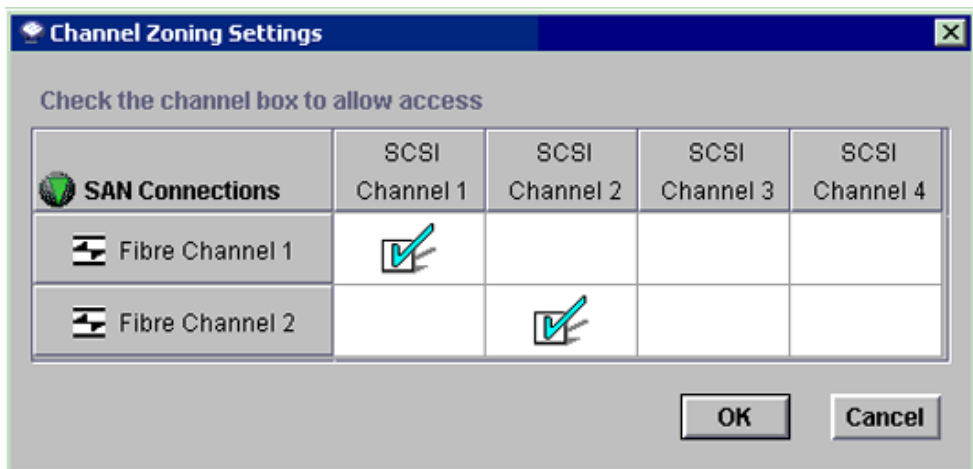 Channel Zoning Settings
Check the channel box to allow access
SAN Connections
SCSI Channel 1
SCSI Channel 2
SCSI Channel 3
SCSI Channel 4
Fibre Channel 1
Fibre Channel 2
OK
Cancel